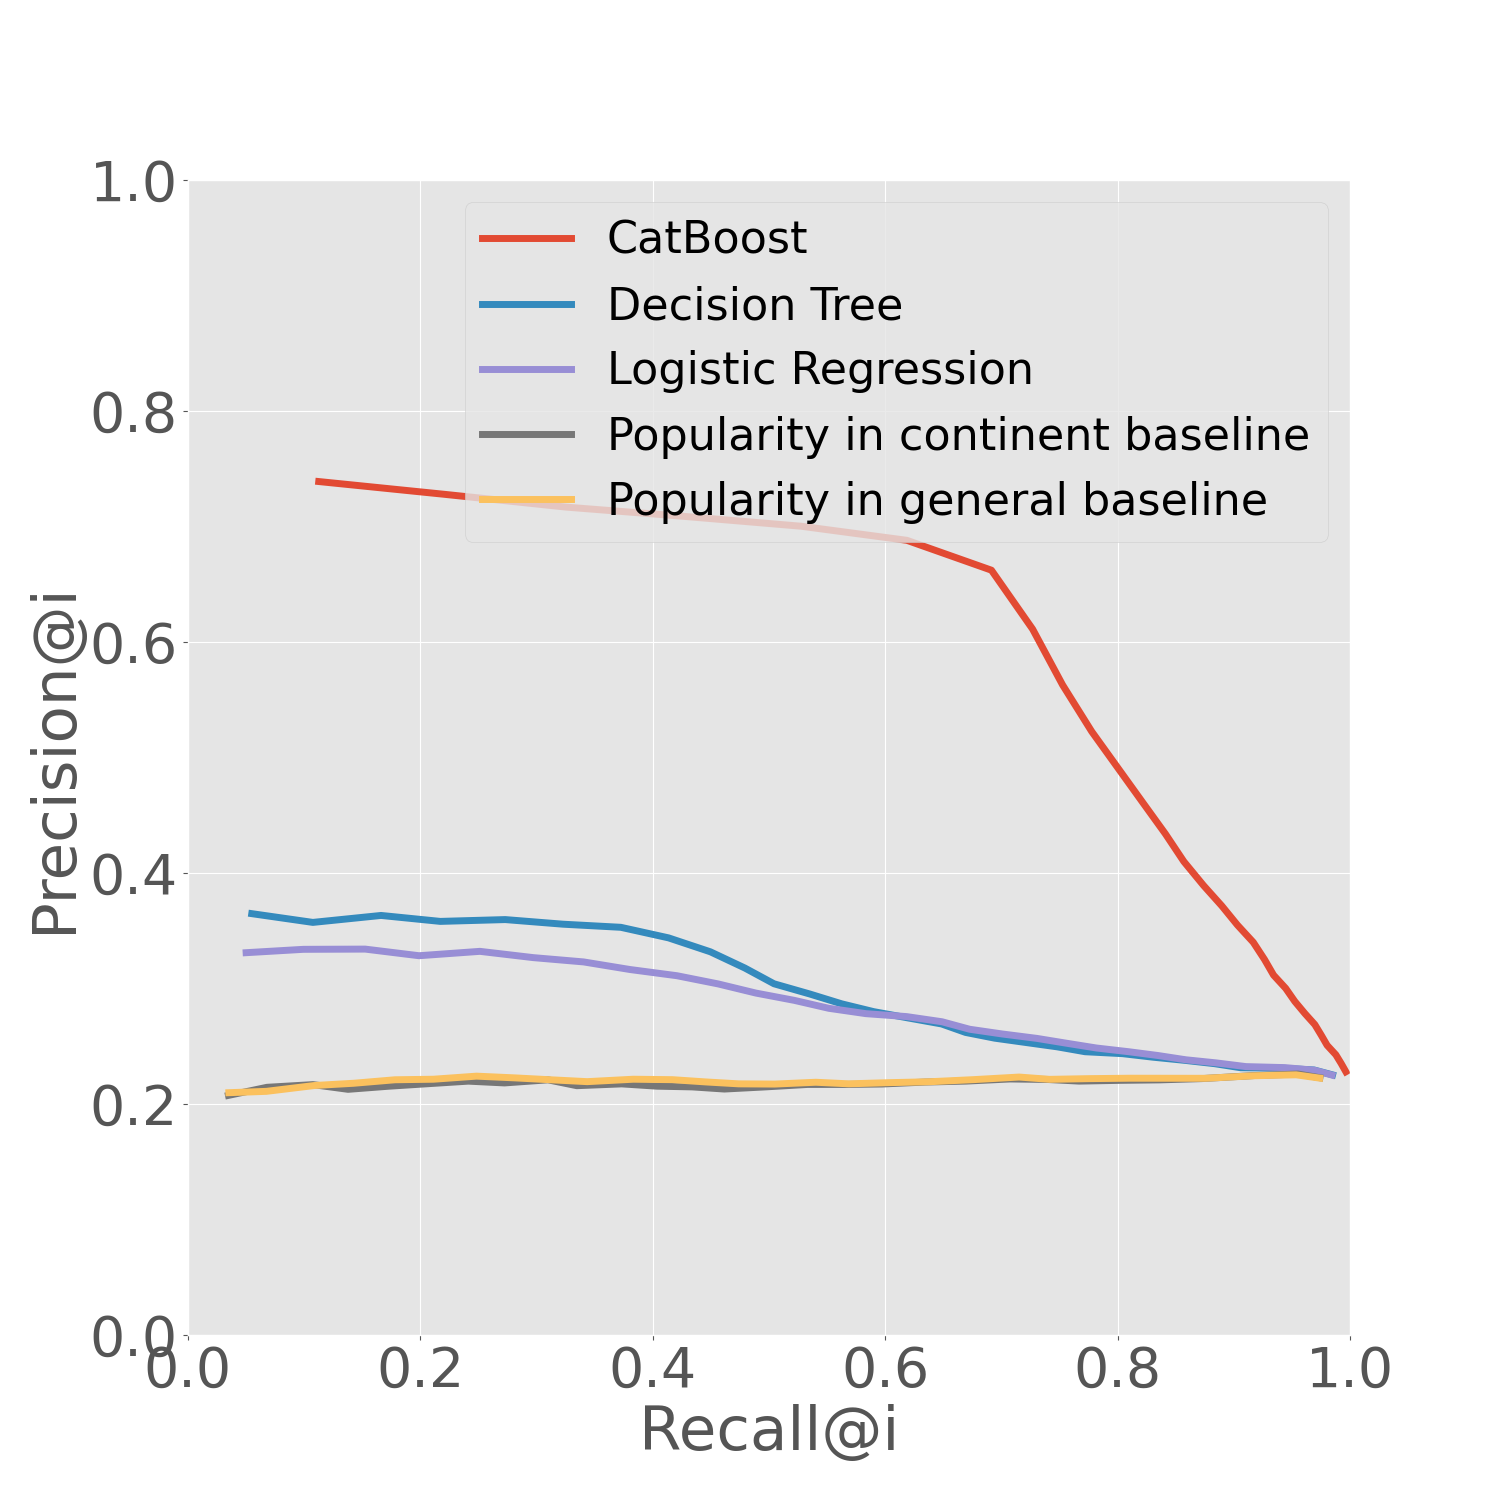 CatBoost
Decision Tree
Logistic Regression
Popularity in continent baseline
Popularity in general baseline
Precision@i
1.0
0.8
0.6
0.4
0.2
0.0
0.0 0.2 0.4 0.6 0.8 1.0
Recall@i